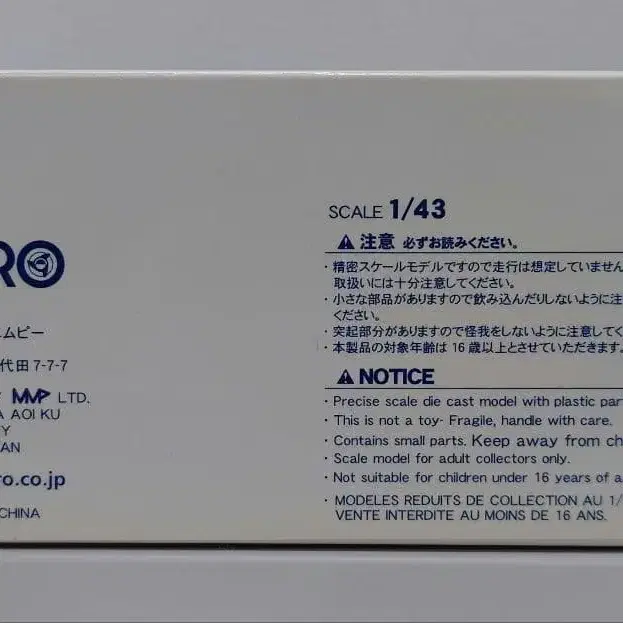 RO
ムピー
代田 7-7-7
MVP LTD.
A AOI KU
Y
AN
ro.co.jp
CHINA
SCALE 1/43
⚠ 注意 必ずお読みください。
・精密スケールモデルですので走行は想定していません
取扱いには十分注意してください。
・小さな部品がありますので飲み込んだりしないように注
ください。
・突起部分がありますので怪我をしないように注意してく
・本製品の対象年齢は 16 歳以上とさせていただきます。
⚠ NOTICE
・Precise scale die cast model with plastic par
・This is not a toy- Fragile, handle with care.
・Contains small parts. Keep away from ch
・Scale model for adult collectors only.
・Not suitable for children under 16 years of a
・MODELES REDUITS DE COLLECTION AU 1/
VENTE INTERDITE AU MOINS DE 16 ANS.